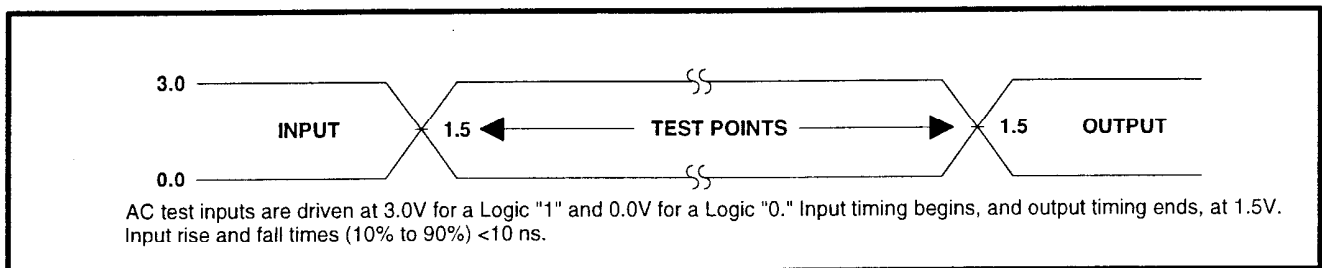 3.0
INPUT 1.5 TEST POINTS 1.5 OUTPUT
0.0
AC test inputs are driven at 3.0V for a Logic "1" and 0.0V for a Logic "0." Input timing begins, and output timing ends, at 1.5V.
Input rise and fall times (10% to 90%) <10 ns.